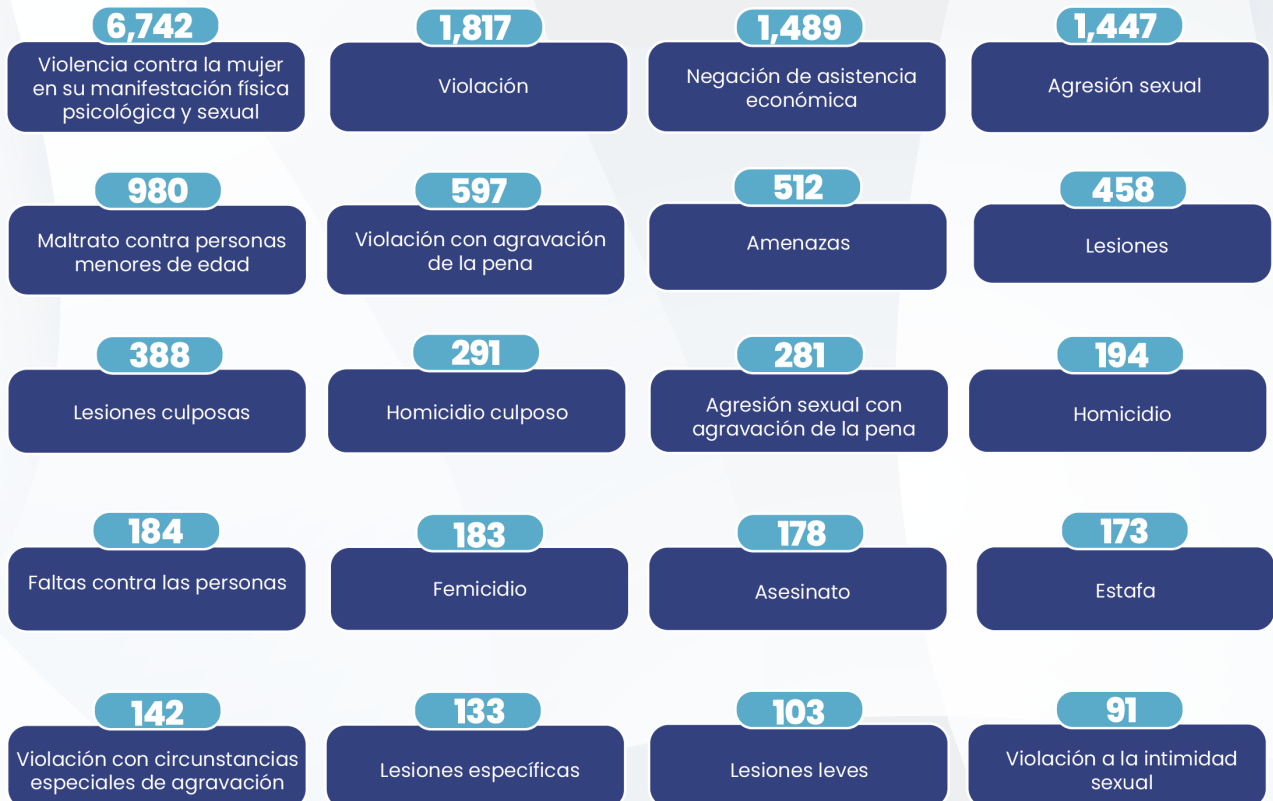 6,742
Violencia contra la mujer
en su manifestación física
psicológica y sexual
1,817
Violación
1,489
Negación de asistencia
económica
1,447
Agresión sexual
980
Maltrato contra personas
menores de edad
597
Violación con agravación
de la pena
512
Amenazas
458
Lesiones
388
Lesiones culposas
291
Homicidio culposo
281
Agresión sexual con
agravación de la pena
194
Homicidio
184
Faltas contra las personas
183
Femicidio
178
Asesinato
173
Estafa
142
Violación con circunstancias
especiales de agravación
133
Lesiones específicas
103
Lesiones leves
91
Violación a la intimidad
sexual